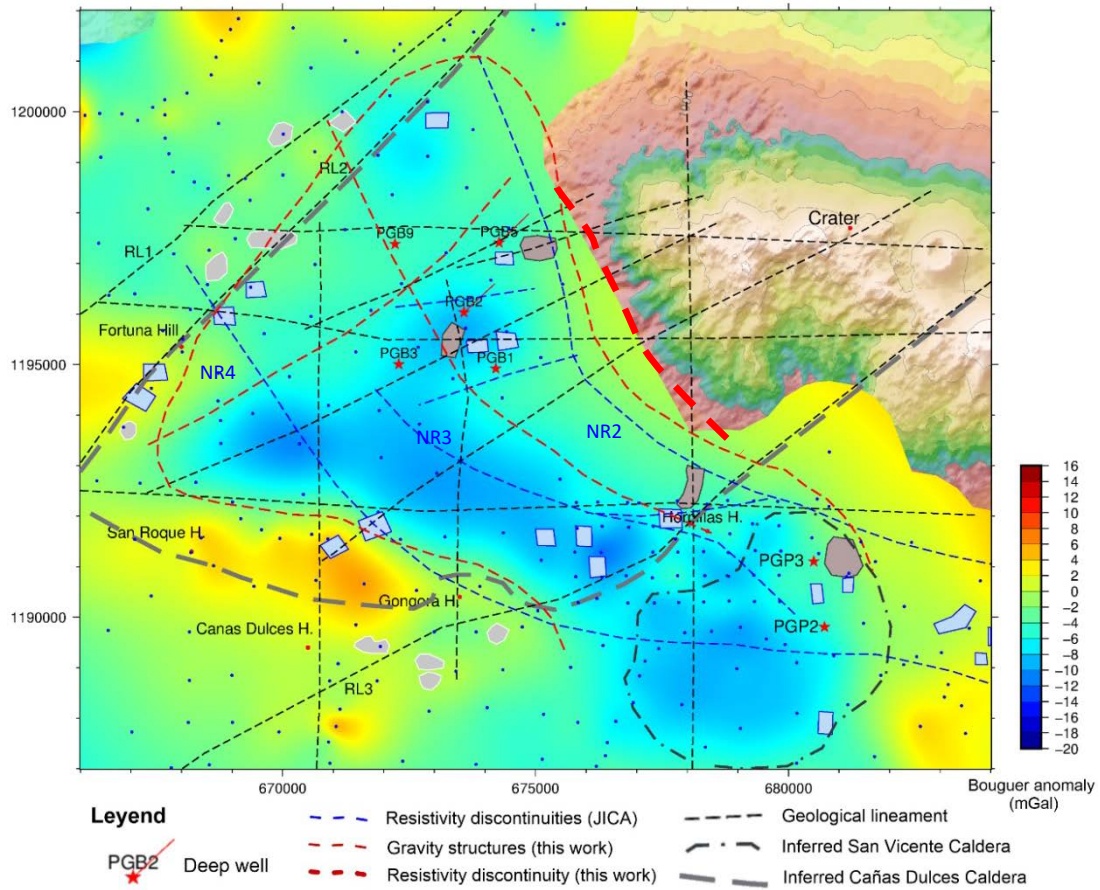 1200000
RL2
Crater
PGB9
PGB5
RL1
PGB2
Fortuna Hill
1195000
PGB3
PGB1
NR4
NR3
NR2
San Roque H.
Hormilas H.
PGP3
1190000
Gongora H.
PGP2
Canas Dulces H.
RL3
16
14
12
10
8
6
4
2
0
−2
−4
−6
−8
−10
−12
−14
−16
−18
−20
670000
675000
680000
Bouguer anomaly
(mGal)
Leyend
PGB2
Deep well
Resistivity discontinuities (JICA)
Gravity structures (this work)
Resistivity discontinuity (this work)
Geological lineament
Inferred San Vicente Caldera
Inferred Cañas Dulces Caldera